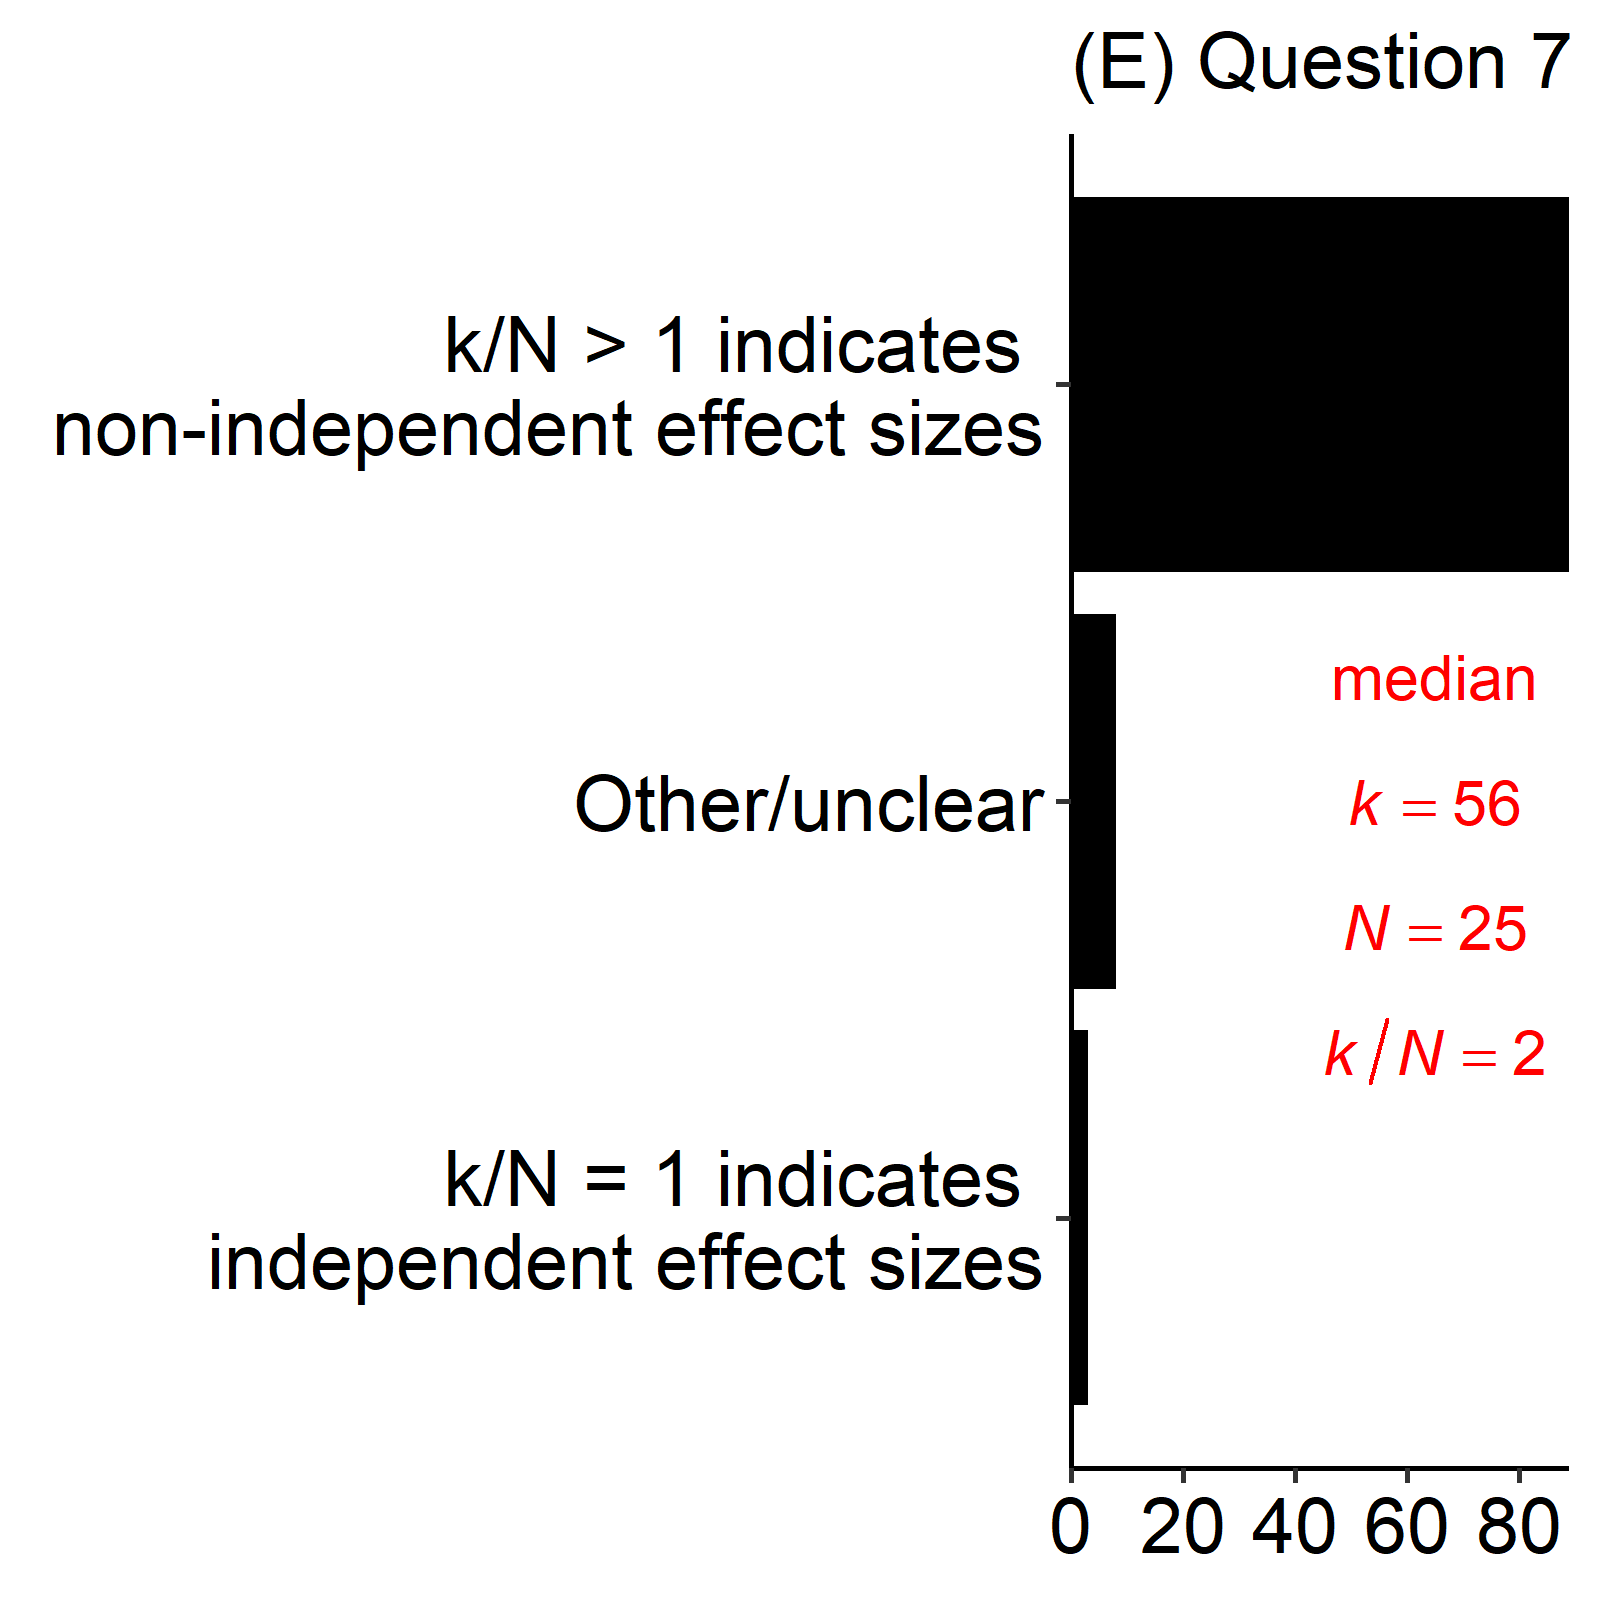 (E) Question 7
k/N > 1 indicates
non-independent effect sizes
Other/unclear
k/N = 1 indicates
independent effect sizes
median
k = 56
N = 25
k/N = 2
0 20 40 60 80